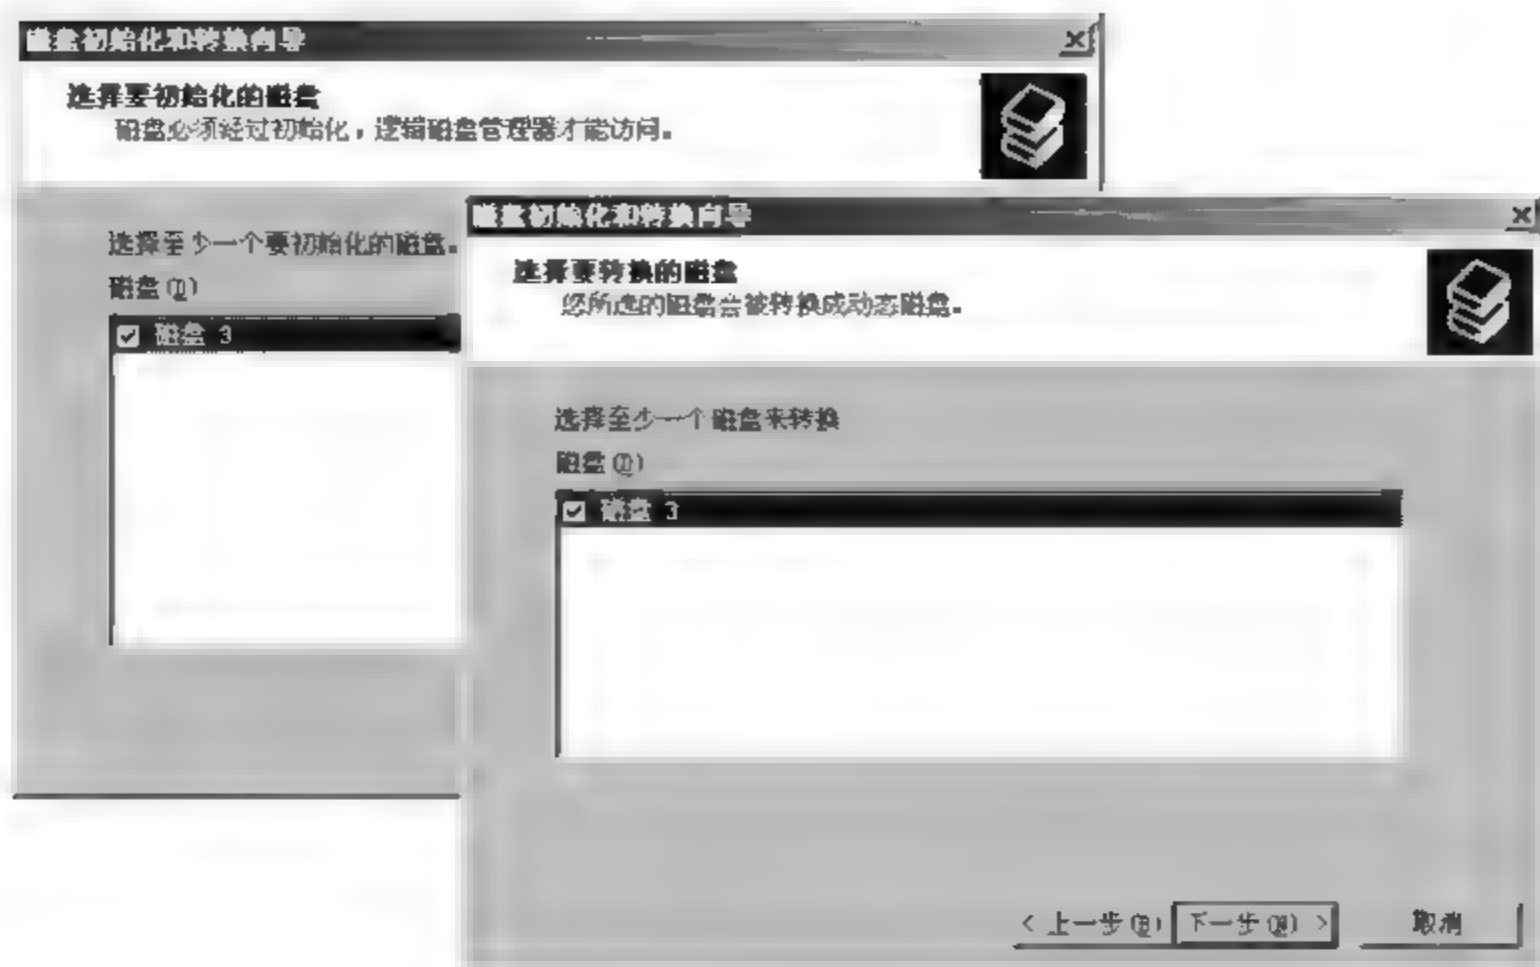 磁盘初始化和转换向导
选择要初始化的磁盘
磁盘必须经过初始化,逻辑磁盘管理器才能访问。
选择至少一个要初始化的磁盘。
磁盘(D)
磁盘 3
磁盘初始化和转换向导
选择要转换的磁盘
您所选的磁盘会被转换成动态磁盘。
选择至少一个磁盘来转换
磁盘(D)
磁盘 3
< 上一步(B) 下一步(N) > 取消